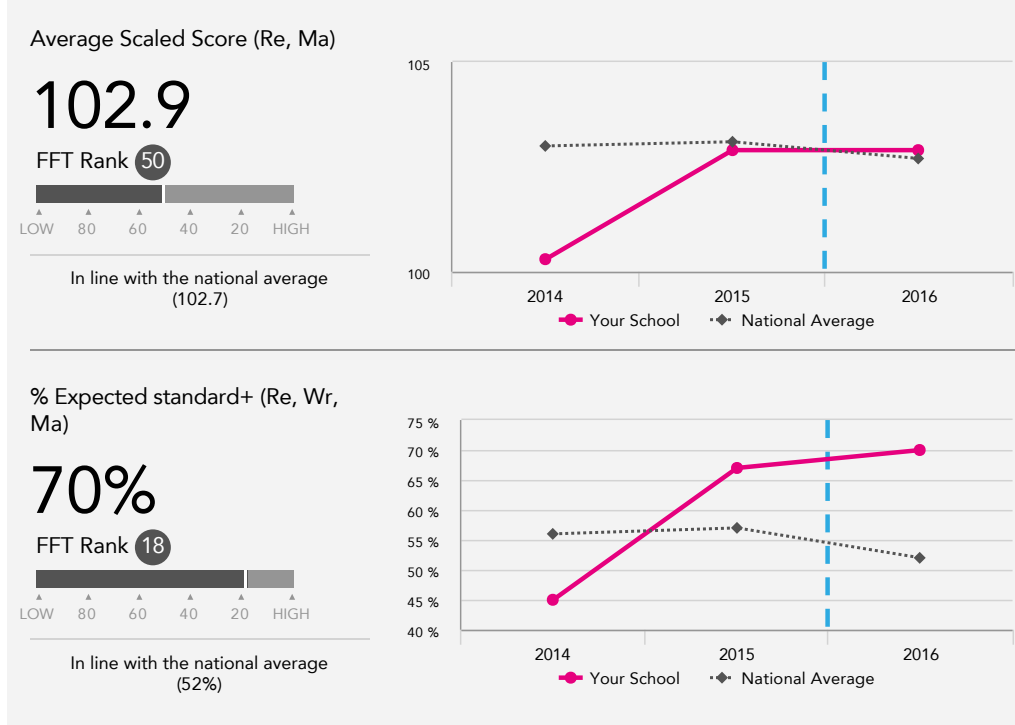 Average Scaled Score (Re, Ma)
102.9
FFT Rank 50
LOW 80 60 40 20 HIGH
In line with the national average
(102.7)
105
100
2014 2015 2016
Your School National Average
% Expected standard+ (Re, Wr,
Ma)
70%
FFT Rank 18
LOW 80 60 40 20 HIGH
In line with the national average
(52%)
75 %
70 %
65 %
60 %
55 %
50 %
45 %
40 %
2014 2015 2016
Your School National Average